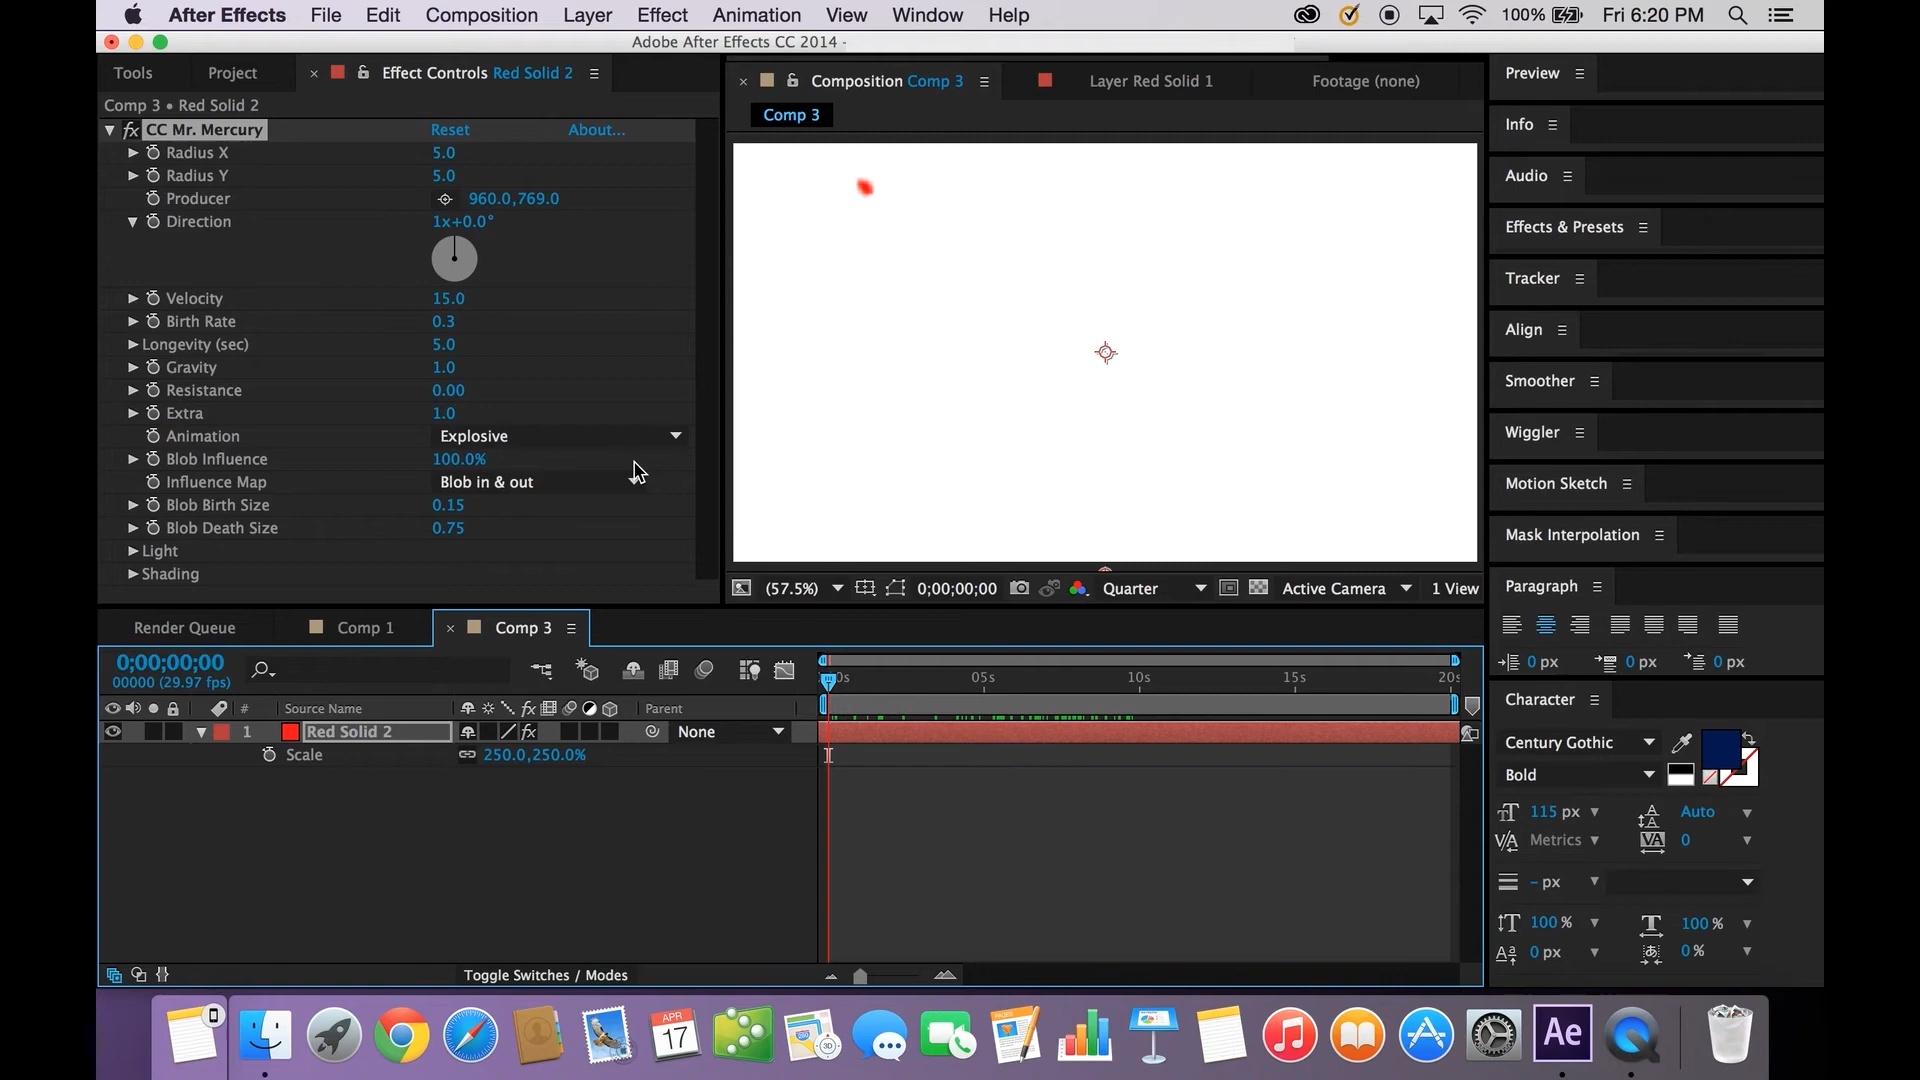 After Effects File Edit Composition Layer Effect Animation View Window Help 100% Fri 6:20 PM
Adobe After Effects CC 2014 -
Tools Project × Effect Controls Red Solid 2
Comp 3 • Red Solid 2
fx CC Mr. Mercury Reset About...
Radius X 5.0
Radius Y 5.0
Producer 960.0,769.0
Direction 1x+0.0°
Velocity 15.0
Birth Rate 0.3
Longevity (sec) 5.0
Gravity 1.0
Resistance 0.00
Extra 1.0
Animation Explosive
Blob Influence 100.0%
Influence Map Blob in & out
Blob Birth Size 0.15
Blob Death Size 0.75
Light
Shading
× Composition Comp 3 Layer Red Solid 1 Footage (none)
Comp 3
(57.5%) 0;00;00;00 Quarter Active Camera 1 View
Preview
Info
Audio
Effects & Presets
Tracker
Align
Smoother
Wiggler
Motion Sketch
Mask Interpolation
Paragraph
0 px 0 px 0 px
Character
Century Gothic
Bold
115 px Auto
Metrics 0
- px
100 % 100 %
0 px 0 %
Render Queue Comp 1 × Comp 3
0;00;00;00
00000 (29.97 fps)
0s 05s 10s 15s 20s
# Source Name fx Parent
1 Red Solid 2 fx None
Scale 250.0,250.0%
Toggle Switches / Modes
APR
17
3D
Ae